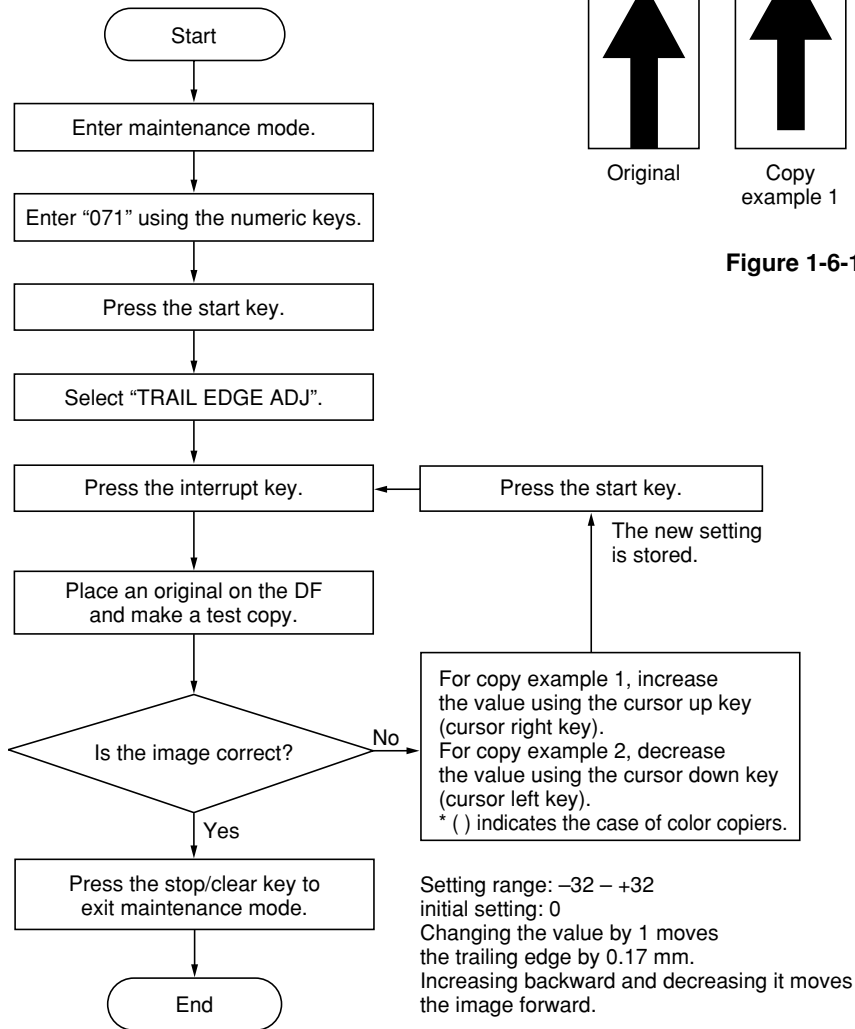 Start
Enter maintenance mode.
Enter “071” using the numeric keys.
Press the start key.
Select “TRAIL EDGE ADJ”.
Press the interrupt key.
Place an original on the DF
and make a test copy.
Is the image correct?
Yes
No
Press the stop/clear key to
exit maintenance mode.
End
Original
Copy
example 1
Figure 1-6-1
Press the start key.
The new setting
is stored.
For copy example 1, increase
the value using the cursor up key
(cursor right key).
For copy example 2, decrease
the value using the cursor down key
(cursor left key).
* ( ) indicates the case of color copiers.
Setting range: –32 – +32
initial setting: 0
Changing the value by 1 moves
the trailing edge by 0.17 mm.
Increasing backward and decreasing it moves
the image forward.